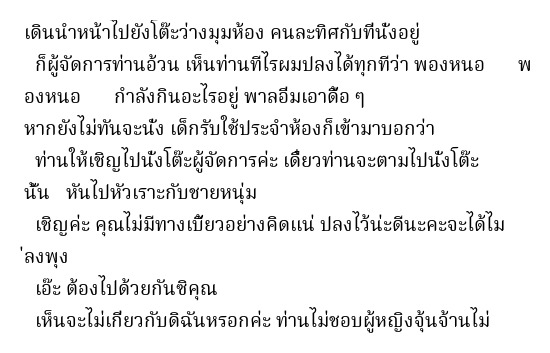 เดินนำหน้าไปยังโต๊ะว่างมุมห้อง คนละทิศกับที่นั่งอยู่
ก็ผู้จัดการท่านอ้วน เห็นท่านทีไรผมปลงได้ทุกทีว่า พองหนอ พ
องหนอ กำลังกินอะไรอยู่ พาลอิ่มเอาดื้อ ๆ
หากยังไม่ทันจะนั่ง เด็กรับใช้ประจำห้องก็เข้ามาบอกว่า
ท่านให้เชิญไปนั่งโต๊ะผู้จัดการค่ะ เดี๋ยวท่านจะตามไปนั่งโต๊ะ
นั้น หันไปหัวเราะกับชายหนุ่ม
เชิญค่ะ คุณไม่มีทางเบี้ยวอย่างคิดแน่ ปลงไว้น่ะดีนะคะจะได้ไม
่ลงพุง
เอ๊ะ ต้องไปด้วยกันซิคุณ
เห็นจะไม่เกี่ยวกับดิฉันหรอกค่ะ ท่านไม่ชอบผู้หญิงจุ้นจ้านไม่